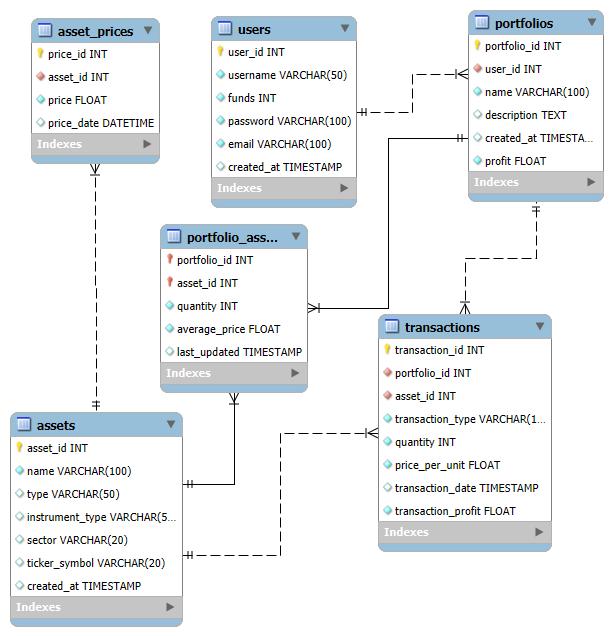 asset_prices
price_id INT
asset_id INT
price FLOAT
price_date DATETIME
Indexes
users
user_id INT
username VARCHAR(50)
funds INT
password VARCHAR(100)
email VARCHAR(100)
created_at TIMESTAMP
Indexes
portfolios
portfolio_id INT
user_id INT
name VARCHAR(100)
description TEXT
created_at TIMESTA...
profit FLOAT
Indexes
portfolio_ass...
portfolio_id INT
asset_id INT
quantity INT
average_price FLOAT
last_updated TIMESTAMP
Indexes
transactions
transaction_id INT
portfolio_id INT
asset_id INT
transaction_type VARCHAR(1...
quantity INT
price_per_unit FLOAT
transaction_date TIMESTAMP
transaction_profit FLOAT
Indexes
assets
asset_id INT
name VARCHAR(100)
type VARCHAR(50)
instrument_type VARCHAR(5...
sector VARCHAR(20)
ticker_symbol VARCHAR(20)
created_at TIMESTAMP
Indexes